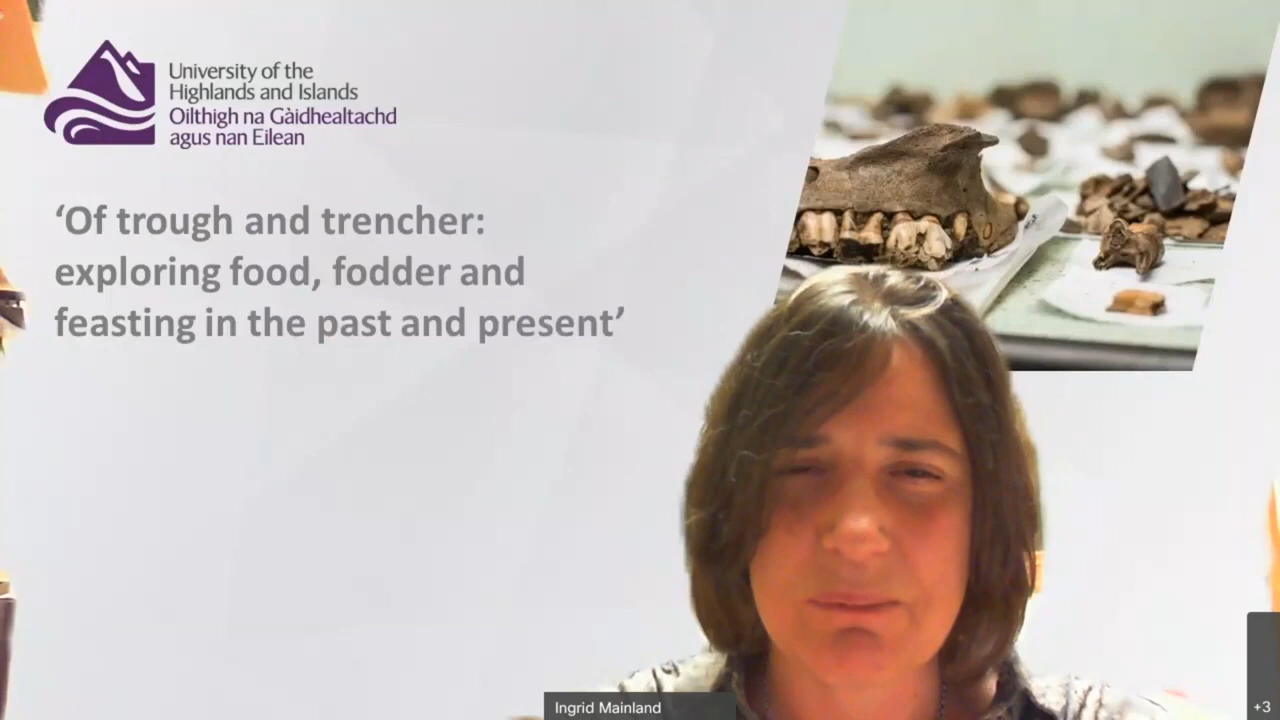 University of the
Highlands and Islands
Oilthigh na Gàidhealtachd
agus nan Eilean
‘Of trough and trencher:
exploring food, fodder and
feasting in the past and present’
Ingrid Mainland
+3